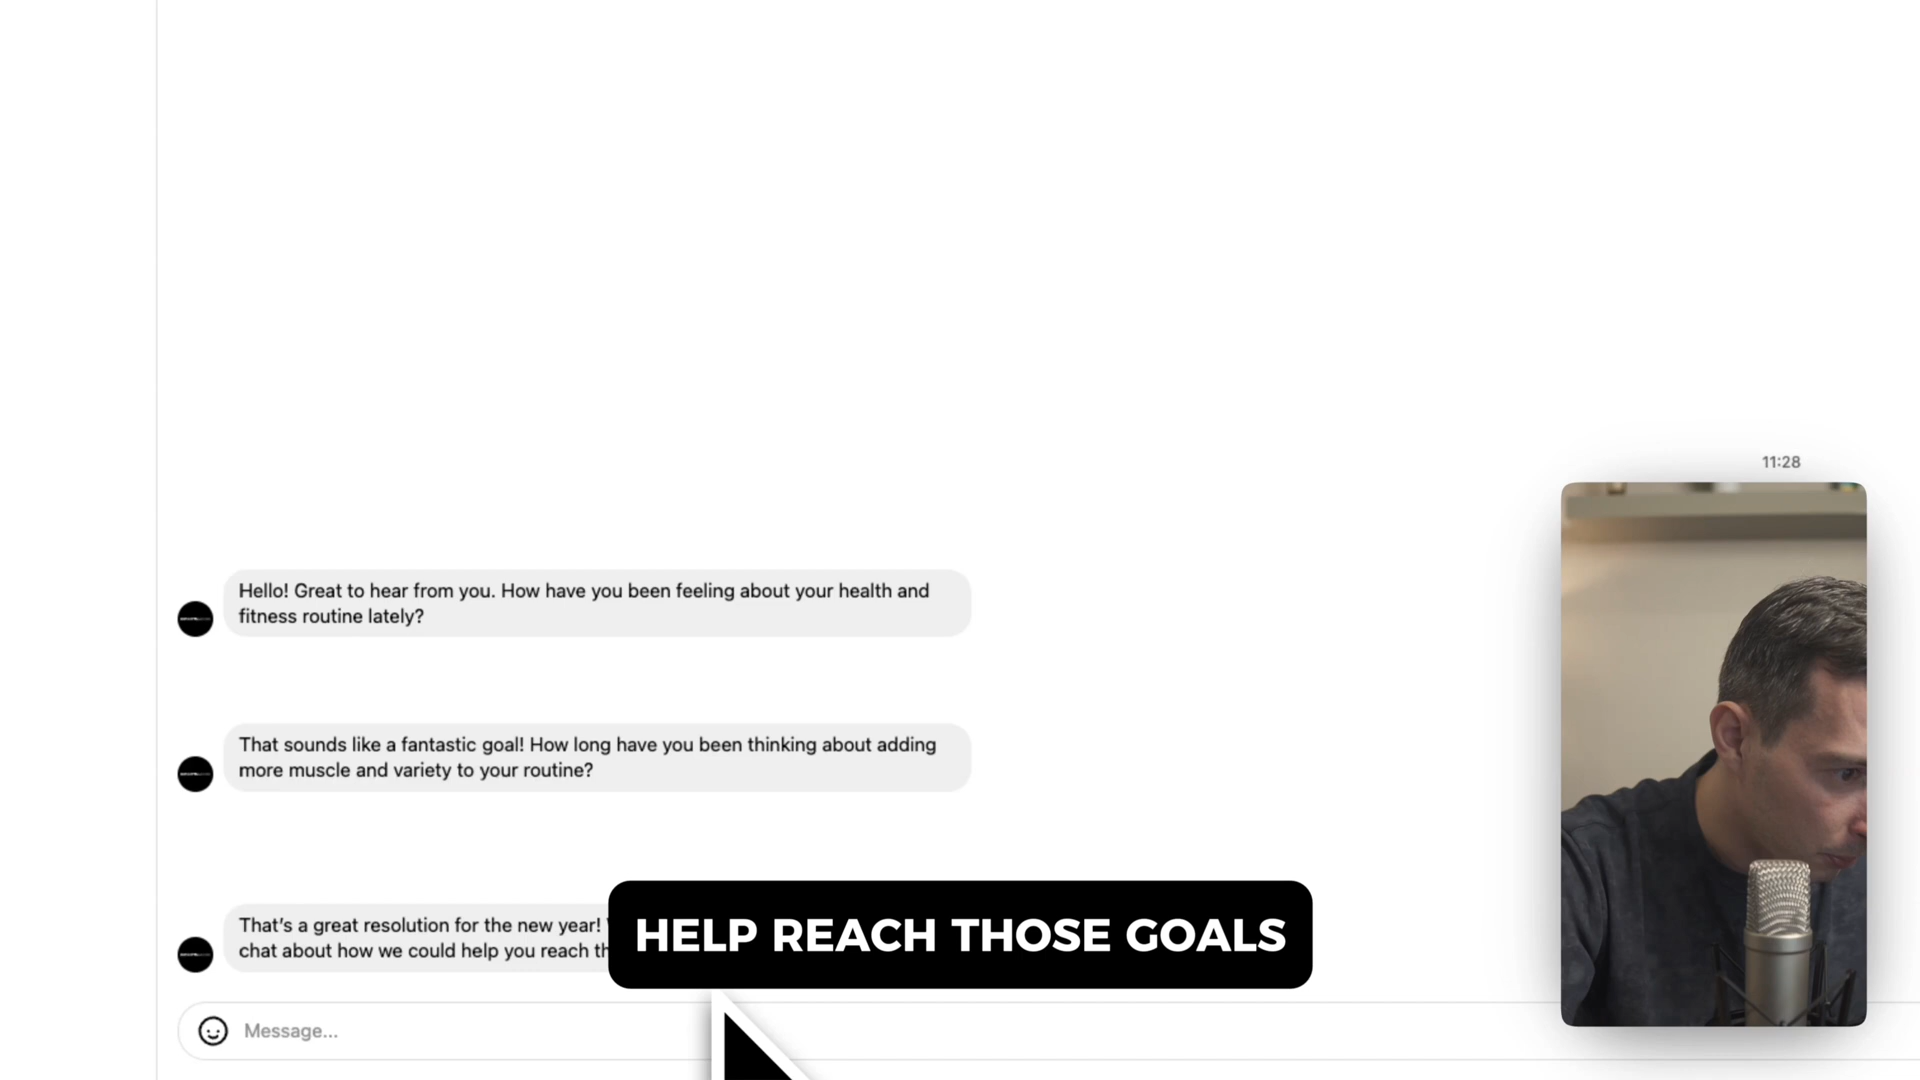 11:28
Hello! Great to hear from you. How have you been feeling about your health and
fitness routine lately?
That sounds like a fantastic goal! How long have you been thinking about adding
more muscle and variety to your routine?
That's a great resolution for the new year!
chat about how we could help you reach
HELP REACH THOSE GOALS
Message...